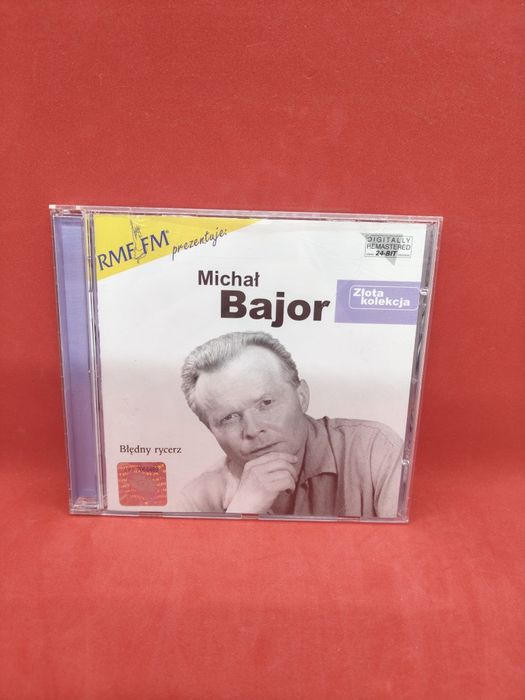 RMF FM®
prezentuje:
DIGITALLY
REMASTERED
24-BIT
Michał
Bajor
Złota
kolekcja
Błędny rycerz